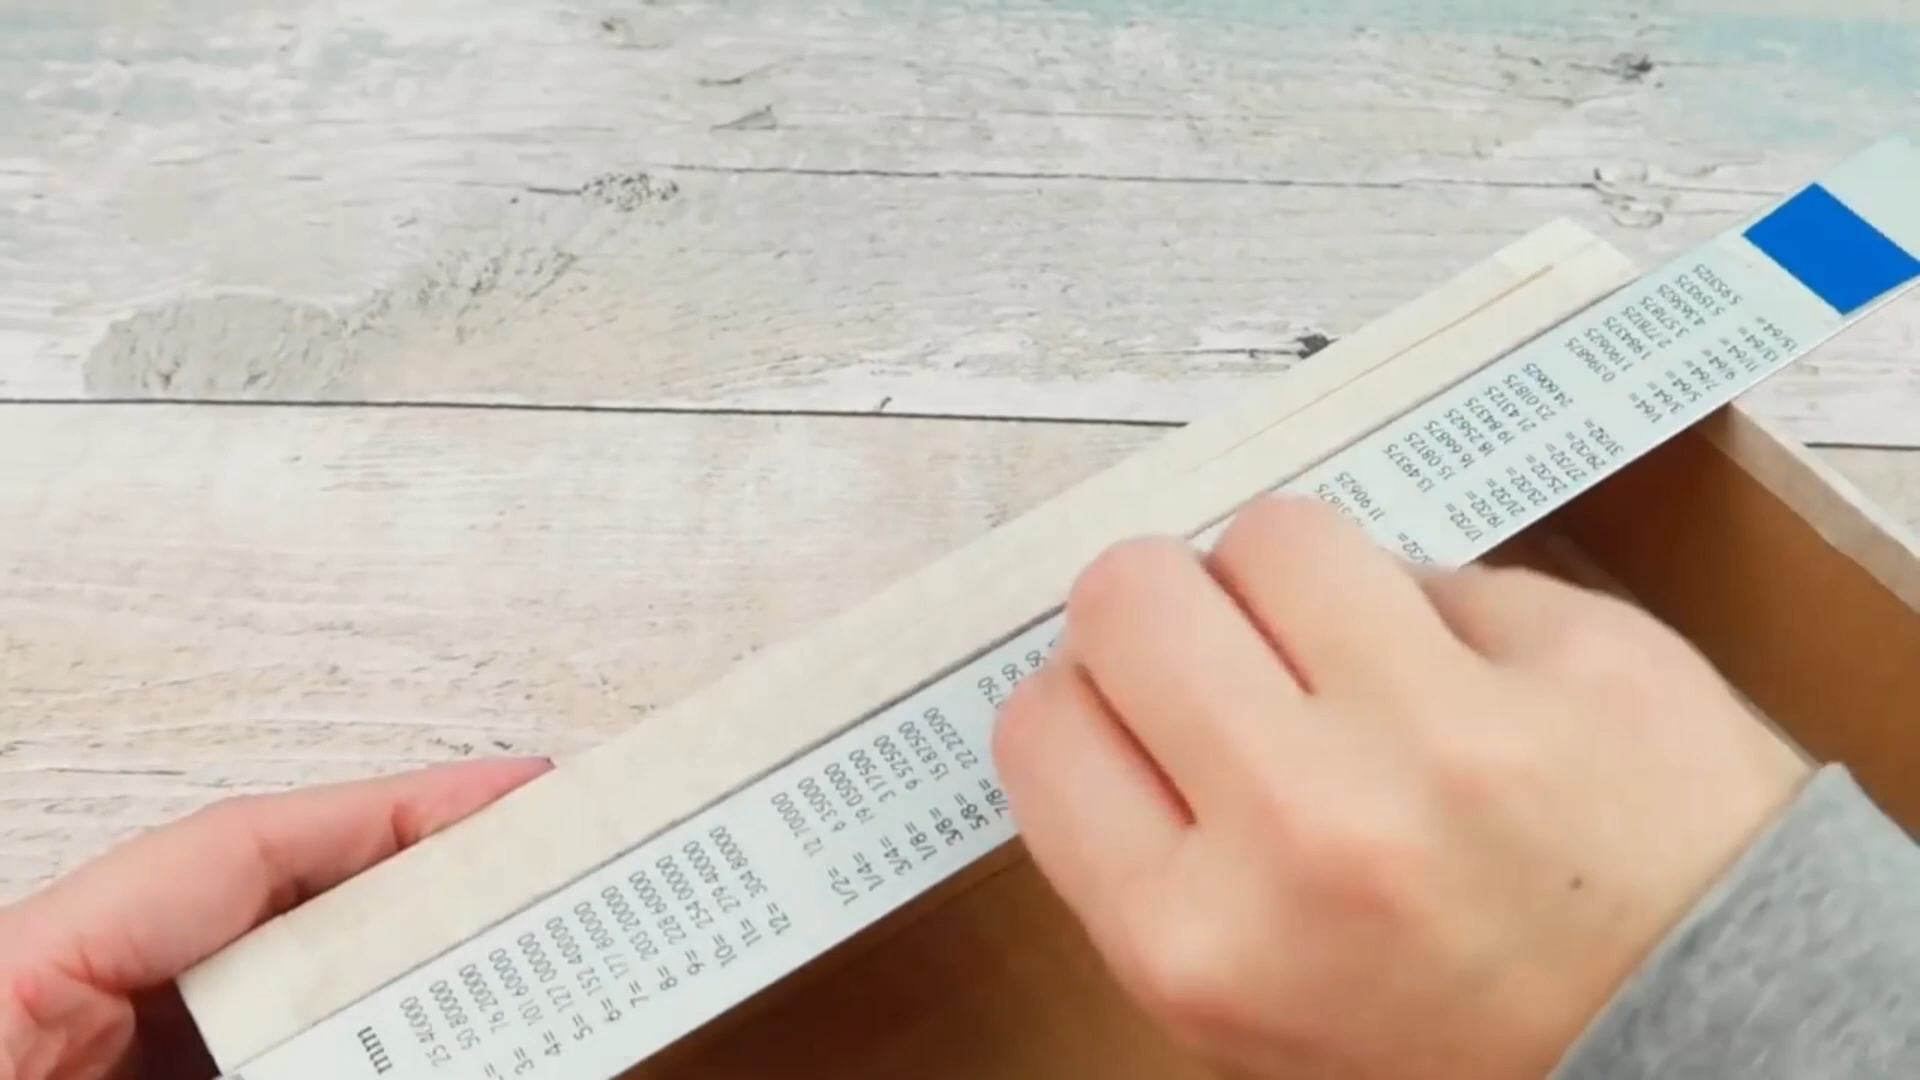 mm
25 40000
50 80000
3= 76 20000
4= 101 60000
5= 127 00000
6= 152 40000
7= 177 80000
8= 203 20000
9= 228 60000
10= 254 00000
11= 279 40000
12= 304 80000
1/2= 12 70000
1/4= 6 35000
3/4= 19 05000
1/8= 3 17500
3/8= 9 52500
5/8= 15 87500
7/8= 22 22500
11 90625
17/32= 13 49375
19/32= 15 08125
21/32= 16 66875
23/32= 18 25625
25/32= 19 84375
27/32= 21 43125
29/32= 23 01875
31/32= 24 60625
1/64= 0 396875
3/64= 1 190625
5/64= 1 984375
7/64= 2 778125
9/64= 3 571875
11/64= 4 365625
13/64= 5 159375
15/64= 5 953125